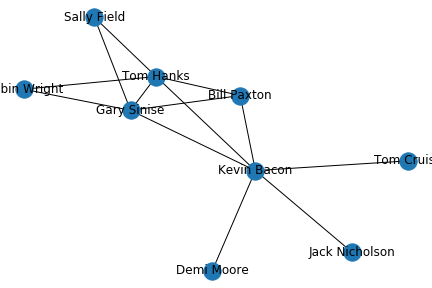 Sally Field
Tom Hanks
bin Wright
Bill Paxton
Gary Sinise
Tom Cruis
Kevin Bacon
Jack Nicholson
Demi Moore